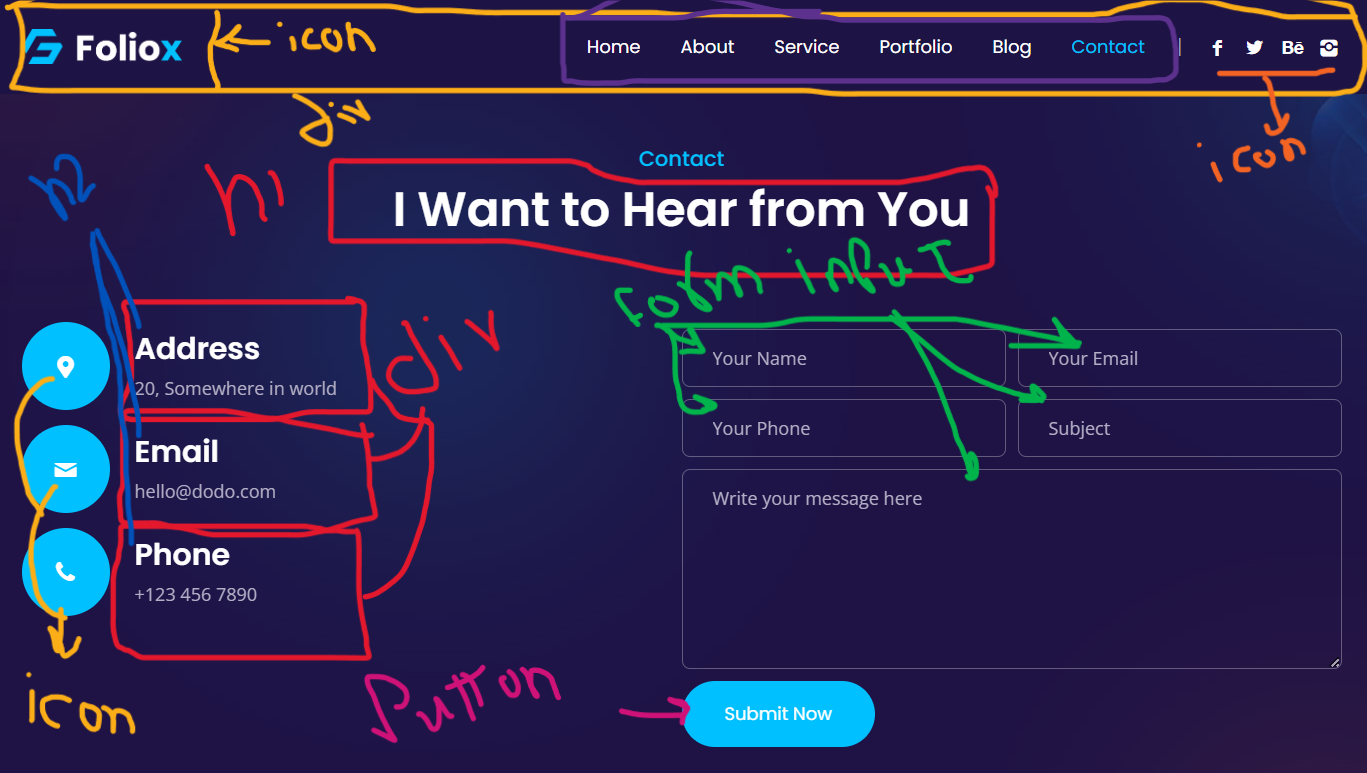 Foliox icon Home About Service Portfolio Blog Contact f Bē
div
icon
h2 h1 Contact
I Want to Hear from You
Form input
div
Address
20, Somewhere in world
Your Name Your Email
Your Phone Subject
Email
hello@dodo.com
Write your message here
Phone
+123 456 7890
icon
Button
Submit Now